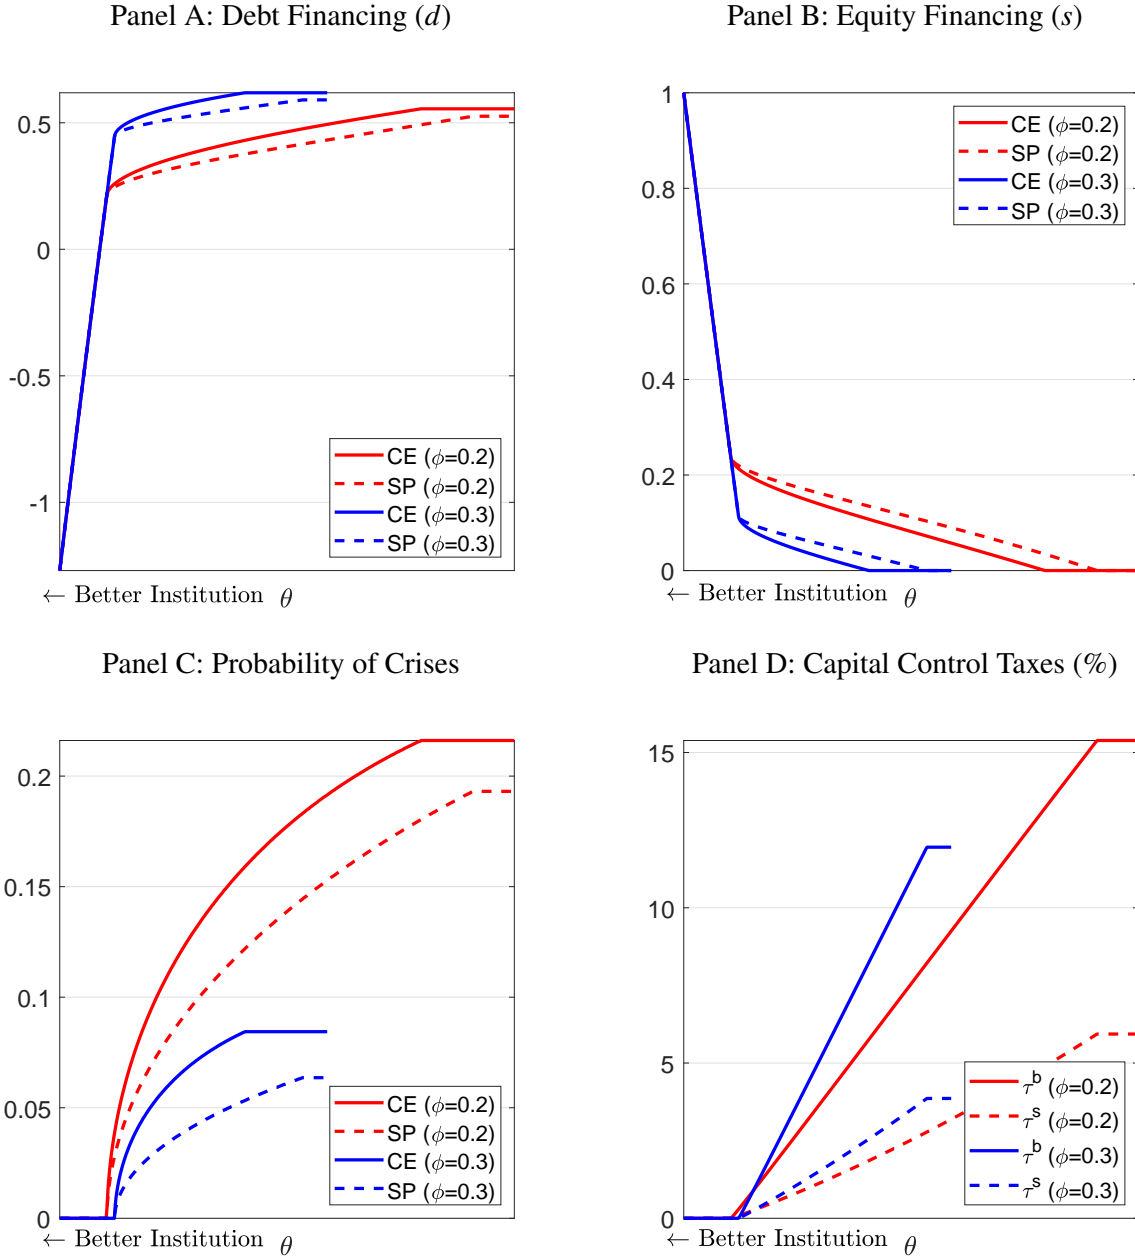 Panel A: Debt Financing (d)
0.5
0
-0.5
-1
CE (ϕ=0.2)
SP (ϕ=0.2)
CE (ϕ=0.3)
SP (ϕ=0.3)
← Better Institution θ
Panel B: Equity Financing (s)
1
0.8
0.6
0.4
0.2
0
CE (ϕ=0.2)
SP (ϕ=0.2)
CE (ϕ=0.3)
SP (ϕ=0.3)
← Better Institution θ
Panel C: Probability of Crises
0.2
0.15
0.1
0.05
0
CE (ϕ=0.2)
SP (ϕ=0.2)
CE (ϕ=0.3)
SP (ϕ=0.3)
← Better Institution θ
Panel D: Capital Control Taxes (%)
15
10
5
0
τ^b (ϕ=0.2)
τ^s (ϕ=0.2)
τ^b (ϕ=0.3)
τ^s (ϕ=0.3)
← Better Institution θ